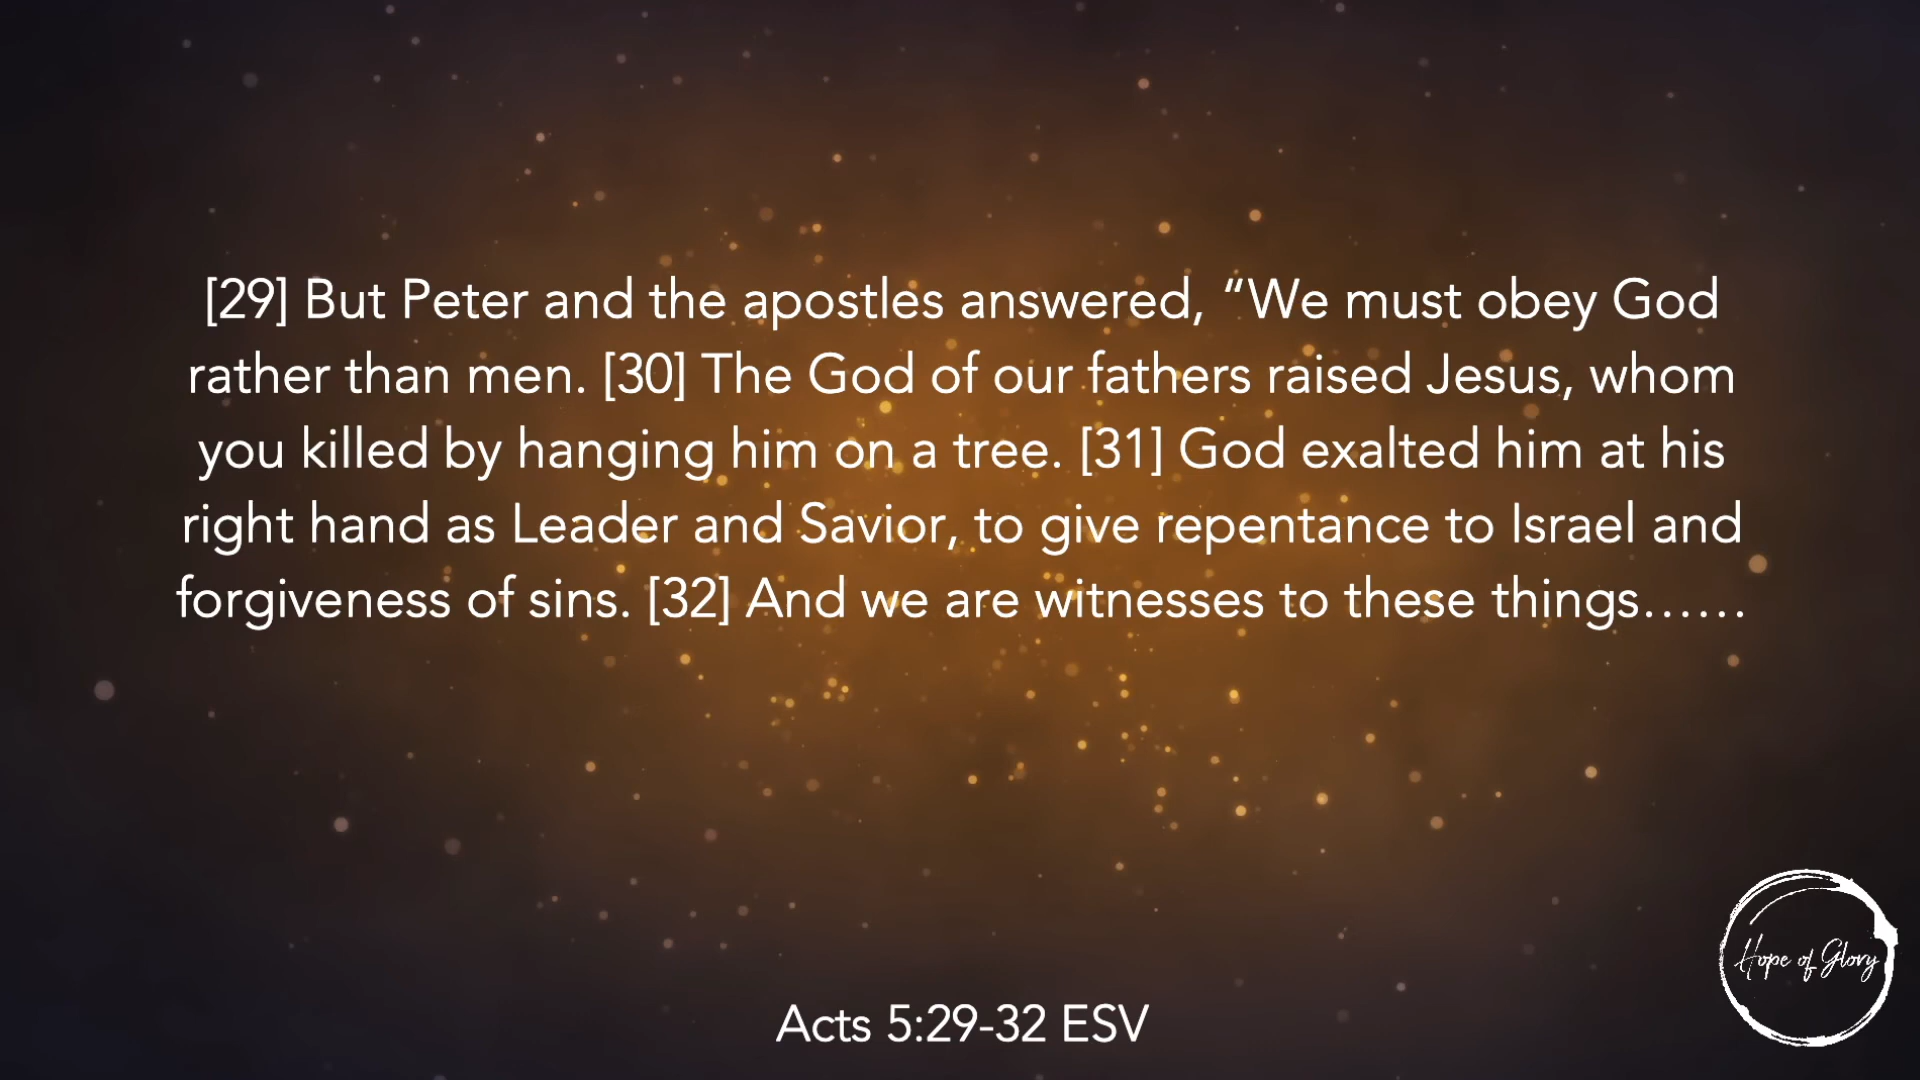 [29] But Peter and the apostles answered, “We must obey God
rather than men. [30] The God of our fathers raised Jesus, whom
you killed by hanging him on a tree. [31] God exalted him at his
right hand as Leader and Savior, to give repentance to Israel and
forgiveness of sins. [32] And we are witnesses to these things……
Hope of Glory
Acts 5:29-32 ESV